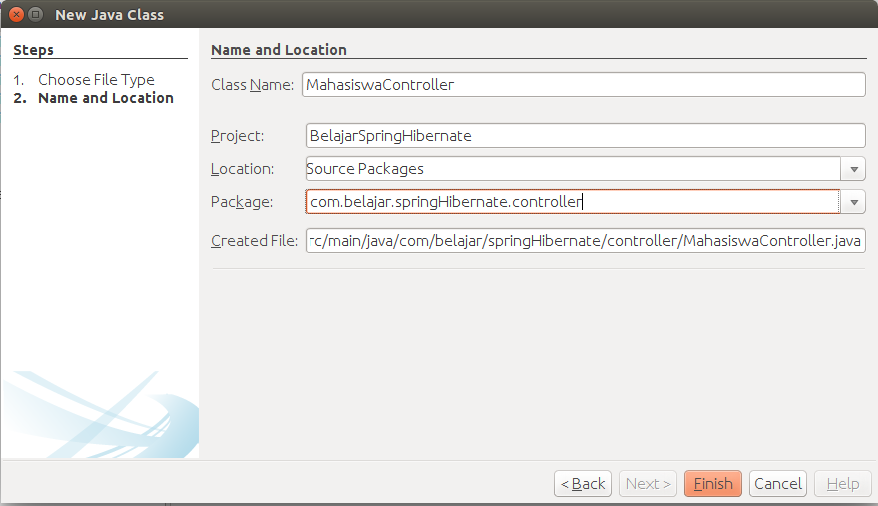 New Java Class
Steps
1. Choose File Type
2. Name and Location
Name and Location
Class Name: MahasiswaController
Project: BelajarSpringHibernate
Location: Source Packages
Package: com.belajar.springHibernate.controller
Created File: rc/main/java/com/belajar/springHibernate/controller/MahasiswaController.java
< Back Next > Finish Cancel Help